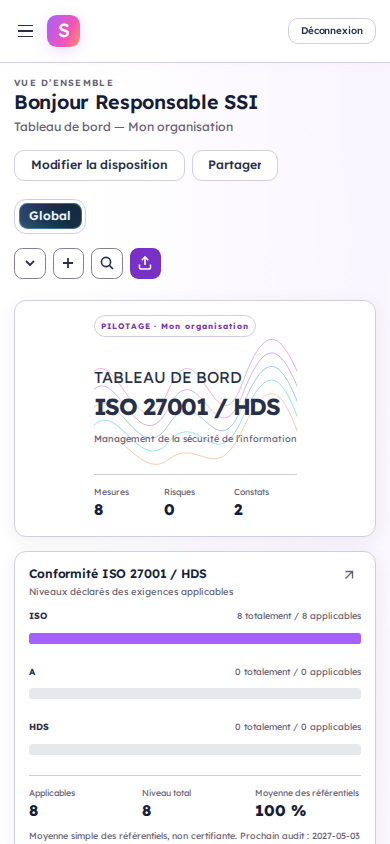 S
Déconnexion
VUE D'ENSEMBLE
Bonjour Responsable SSI
Tableau de bord — Mon organisation
Modifier la disposition
Partager
Global
PILOTAGE · Mon organisation
TABLEAU DE BORD
ISO 27001 / HDS
Management de la sécurité de l'information
Mesures Risques Constats
8 0 2
Conformité ISO 27001 / HDS
Niveaux déclarés des exigences applicables
ISO 8 totalement / 8 applicables
A 0 totalement / 0 applicables
HDS 0 totalement / 0 applicables
Applicables Niveau total Moyenne des référentiels
8 8 100 %
Moyenne simple des référentiels, non certifiante. Prochain audit : 2027-05-03